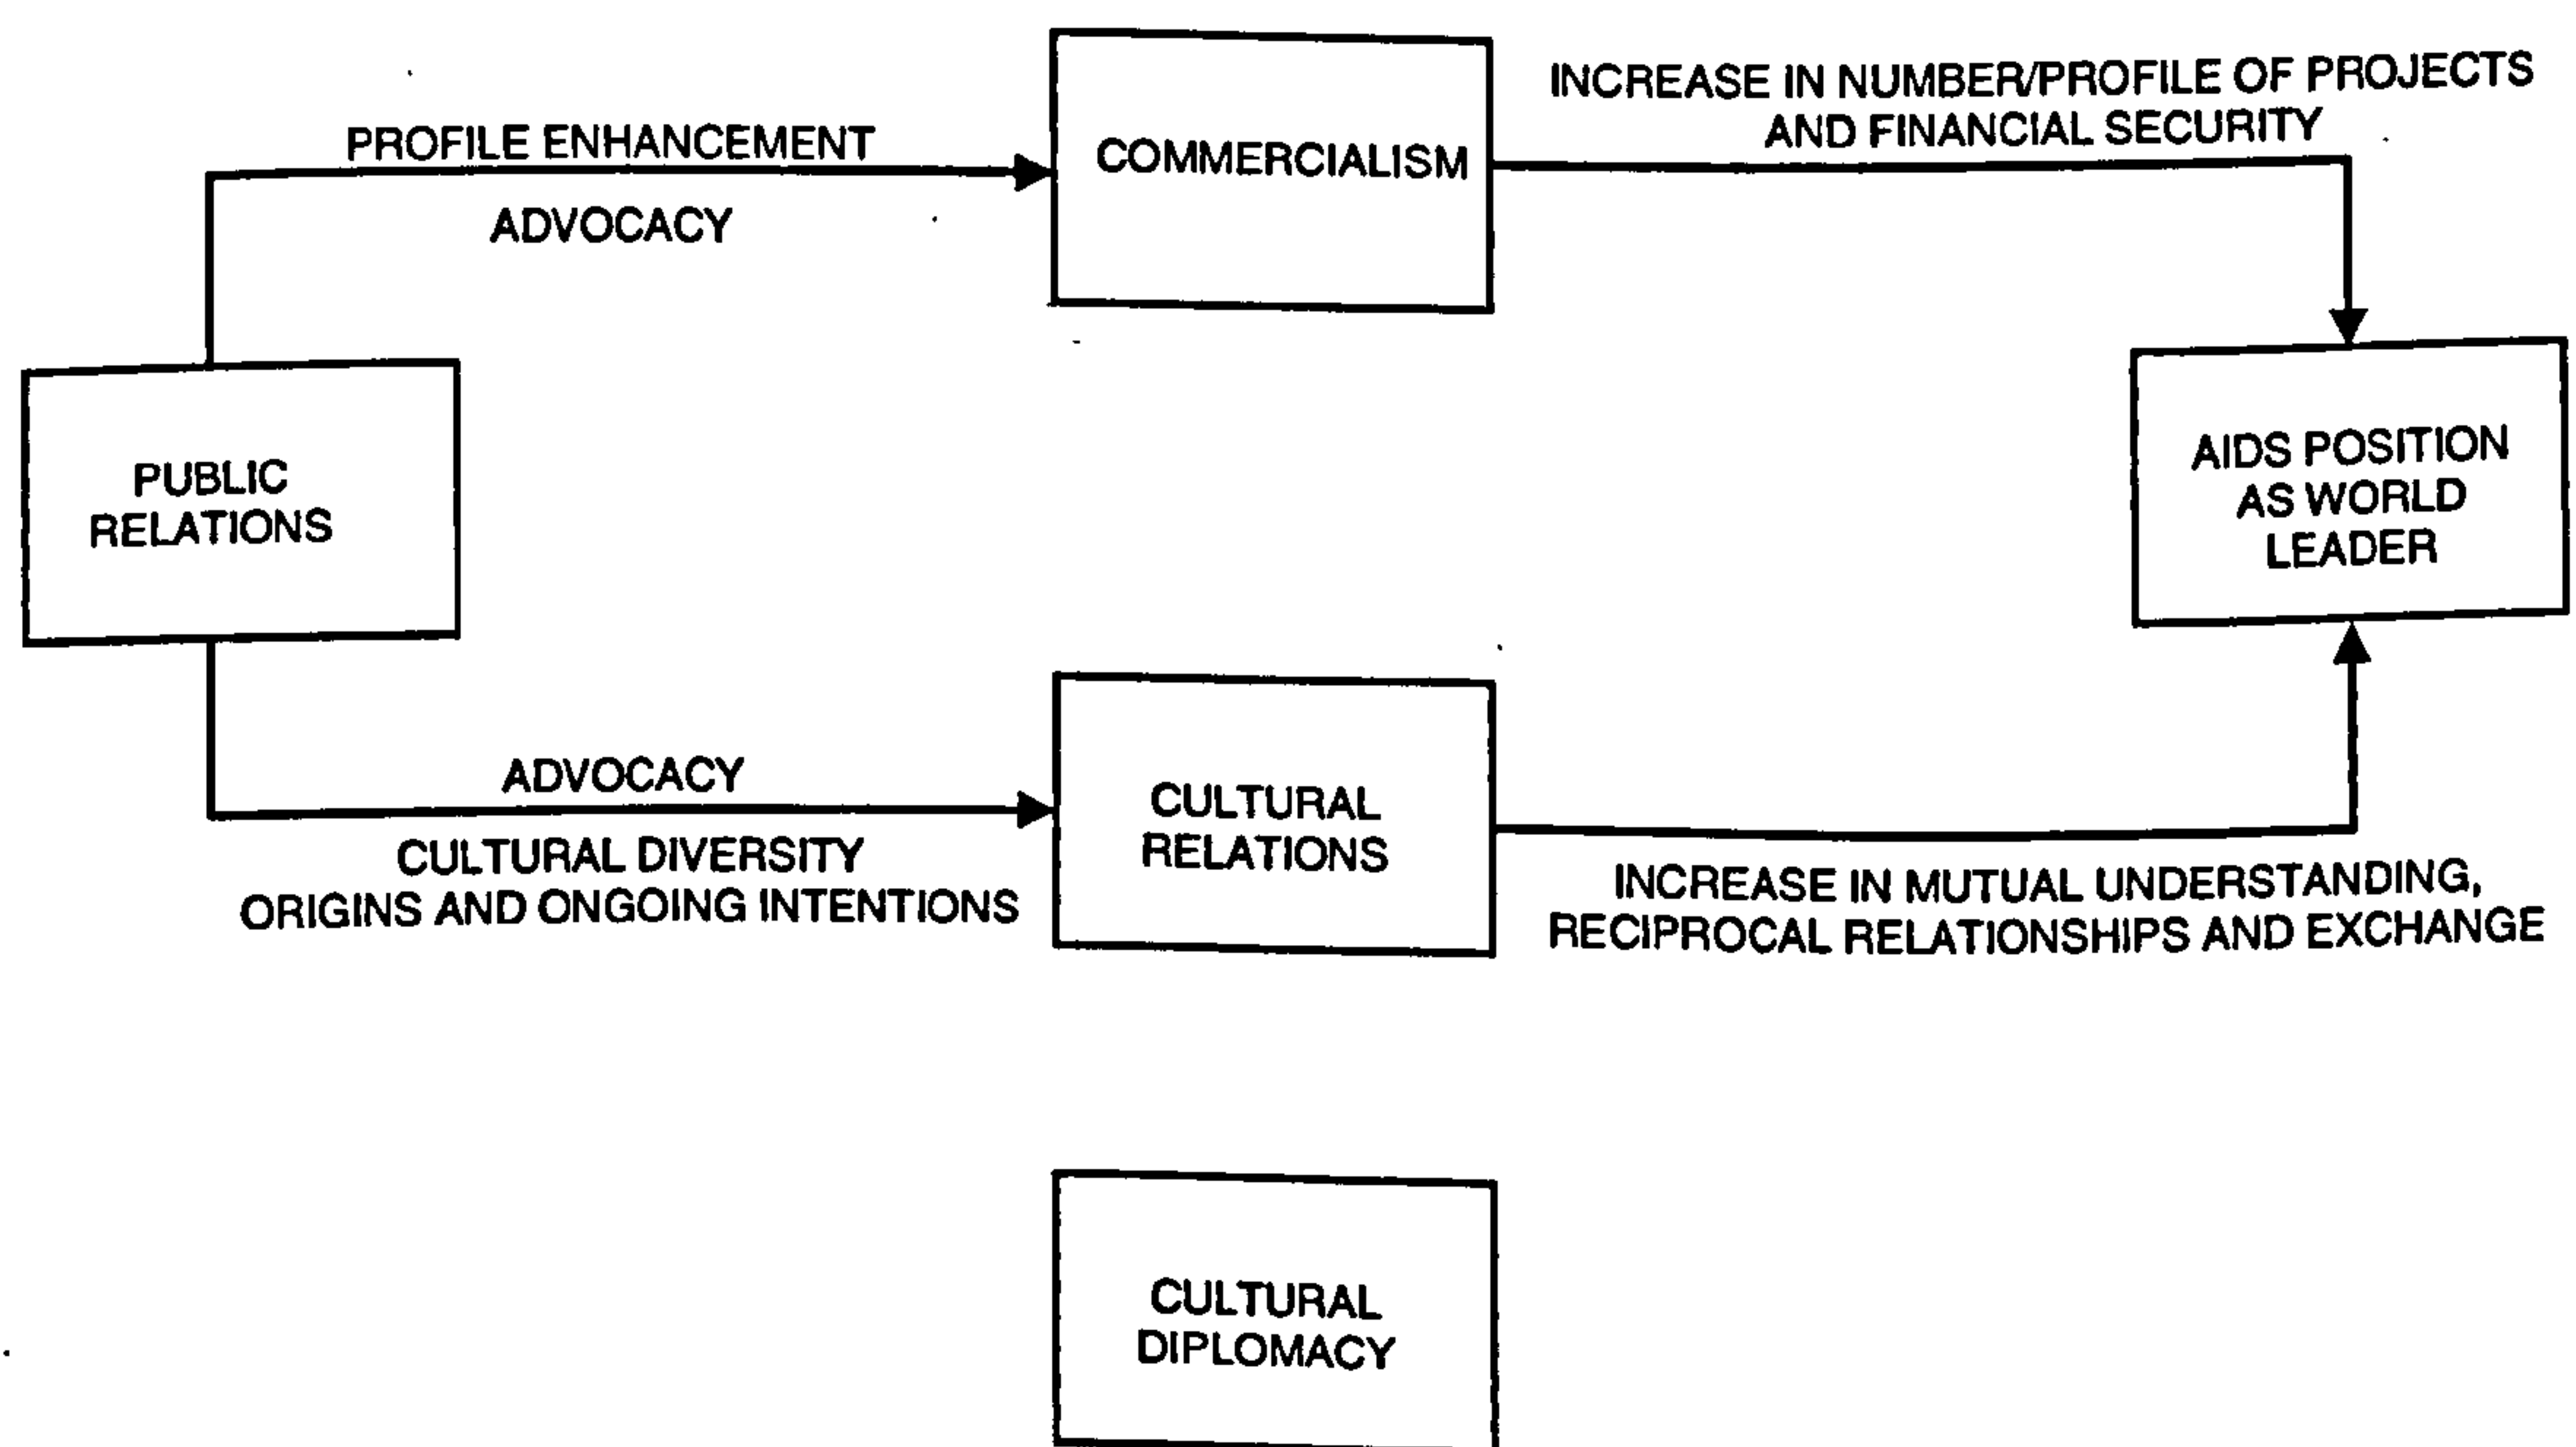 INCREASE IN NUMBER/PROFILE OF PROJECTS
AND FINANCIAL SECURITY
PROFILE ENHANCEMENT
ADVOCACY
COMMERCIALISM
PUBLIC
RELATIONS
AIDS POSITION
AS WORLD
LEADER
ADVOCACY
CULTURAL DIVERSITY
ORIGINS AND ONGOING INTENTIONS
CULTURAL
RELATIONS
INCREASE IN MUTUAL UNDERSTANDING,
RECIPROCAL RELATIONSHIPS AND EXCHANGE
CULTURAL
DIPLOMACY